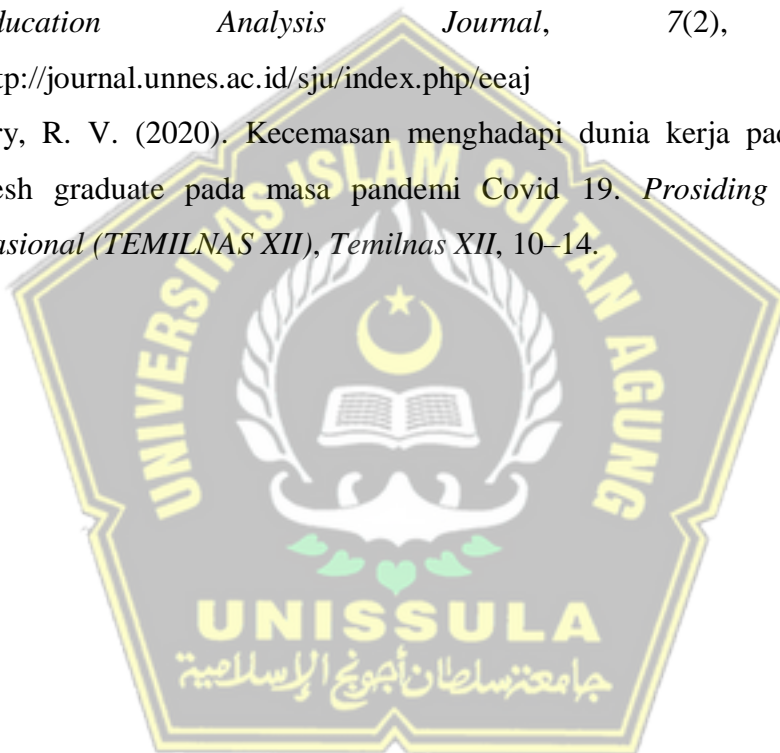 ducation Analysis Journal, 7(2),
tp://journal.unnes.ac.id/sju/index.php/eeaj
ry, R. V. (2020). Kecemasan menghadapi dunia kerja pad
esh graduate pada masa pandemi Covid 19. Prosiding
asional (TEMILNAS XII), Temilnas XII, 10–14.
UNIVERSITAS ISLAM SULTAN AGUNG
UNISSULA
جامعة سلطان أجونج الإسلامية